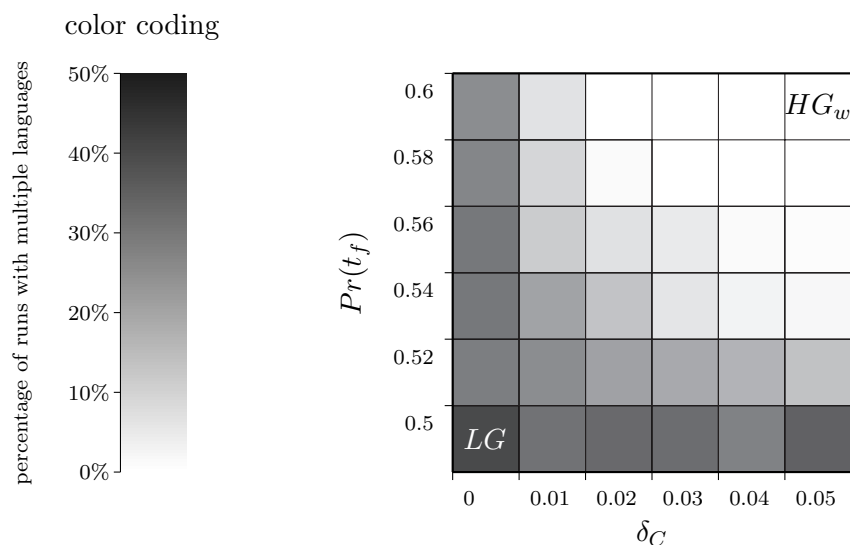 color coding
percentage of runs with multiple languages
50%
40%
30%
20%
10%
0%
Pr(t_f)
0.6
0.58
0.56
0.54
0.52
0.5
HG_w
LG
0 0.01 0.02 0.03 0.04 0.05
δ_C